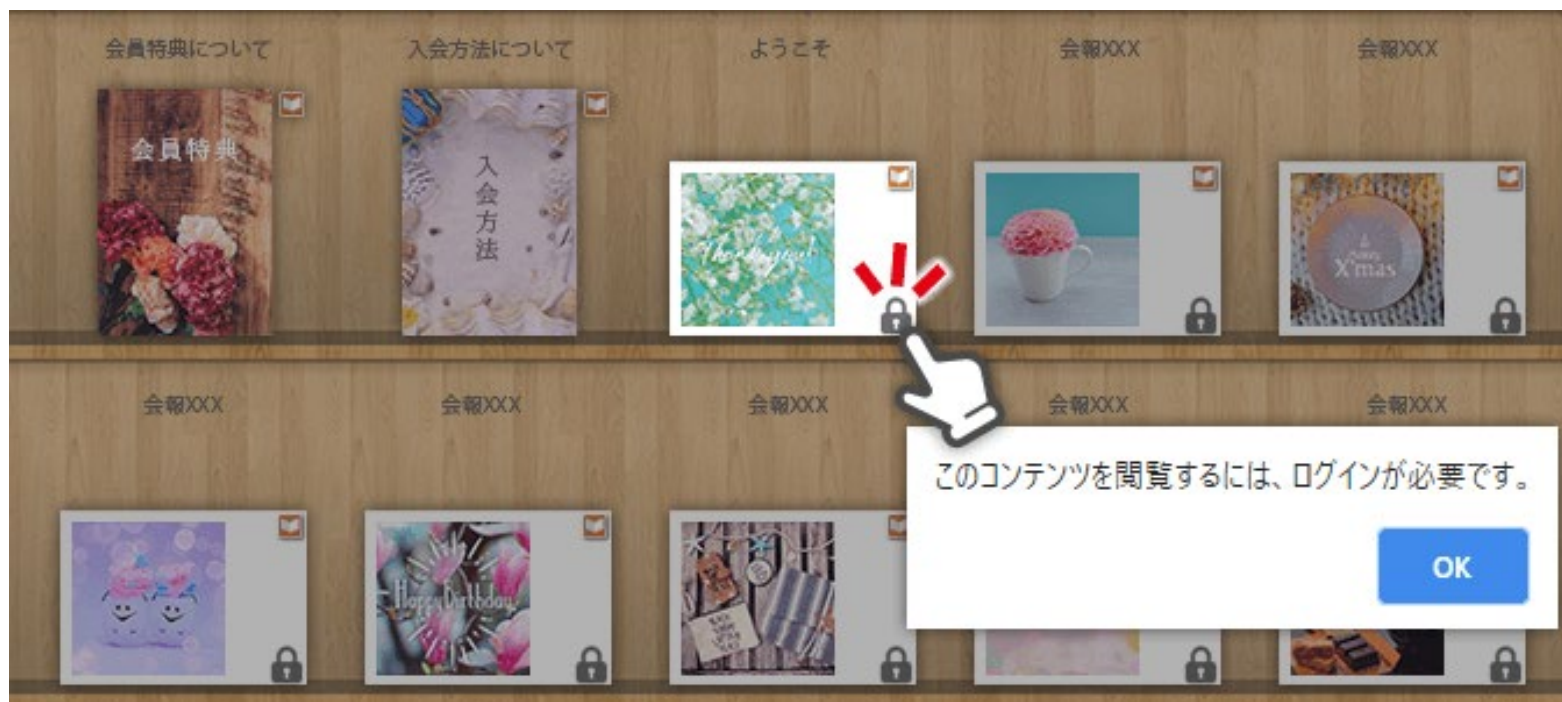 会員特典について
入会方法について
ようこそ
会報XXX
会報XXX
会員特典
入会方法
Thank you
Merry
X'mas
会報XXX
会報XXX
会報XXX
会報XXX
会報XXX
このコンテンツを閲覧するには、ログインが必要です。
OK
Happy Birthday